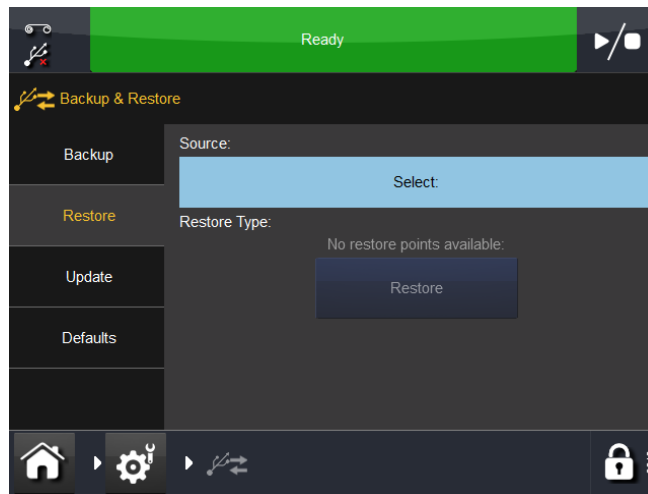 Ready
Backup & Restore
Backup
Restore
Update
Defaults
Source:
Select:
Restore Type:
No restore points available:
Restore